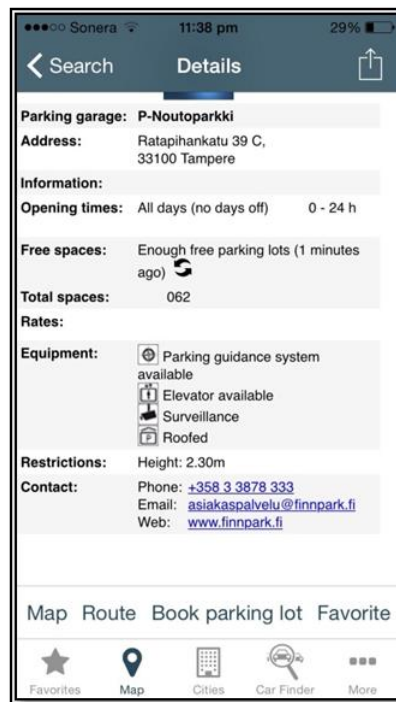 Sonera 11:38 pm 29%
Search Details
Parking garage: P-Noutoparkki
Address: Ratapihankatu 39 C,
33100 Tampere
Information:
Opening times: All days (no days off) 0 - 24 h
Free spaces: Enough free parking lots (1 minutes
ago)
Total spaces: 062
Rates:
Equipment: Parking guidance system
available
Elevator available
Surveillance
Roofed
Restrictions: Height: 2.30m
Contact: Phone: +358 3 3878 333
Email: asiakaspalvelu@finnpark.fi
Web: www.finnpark.fi
Map Route Book parking lot Favorite
Favorites Map Cities Car Finder More